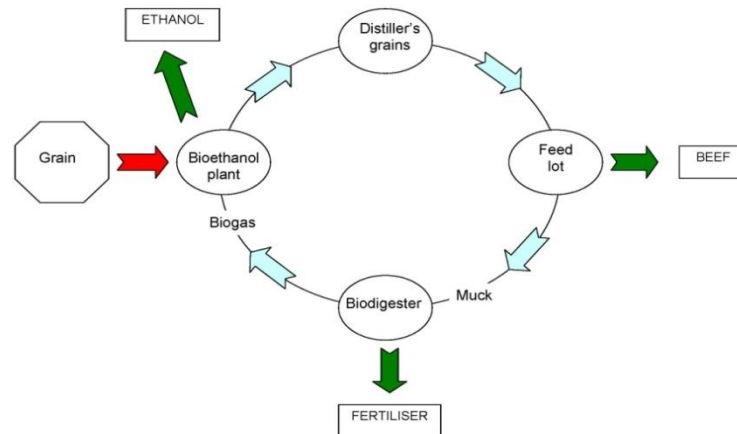 ETHANOL
Distiller's
grains
Grain
Bioethanol
plant
Feed
lot
BEEF
Biogas
Muck
Biodigester
FERTILISER